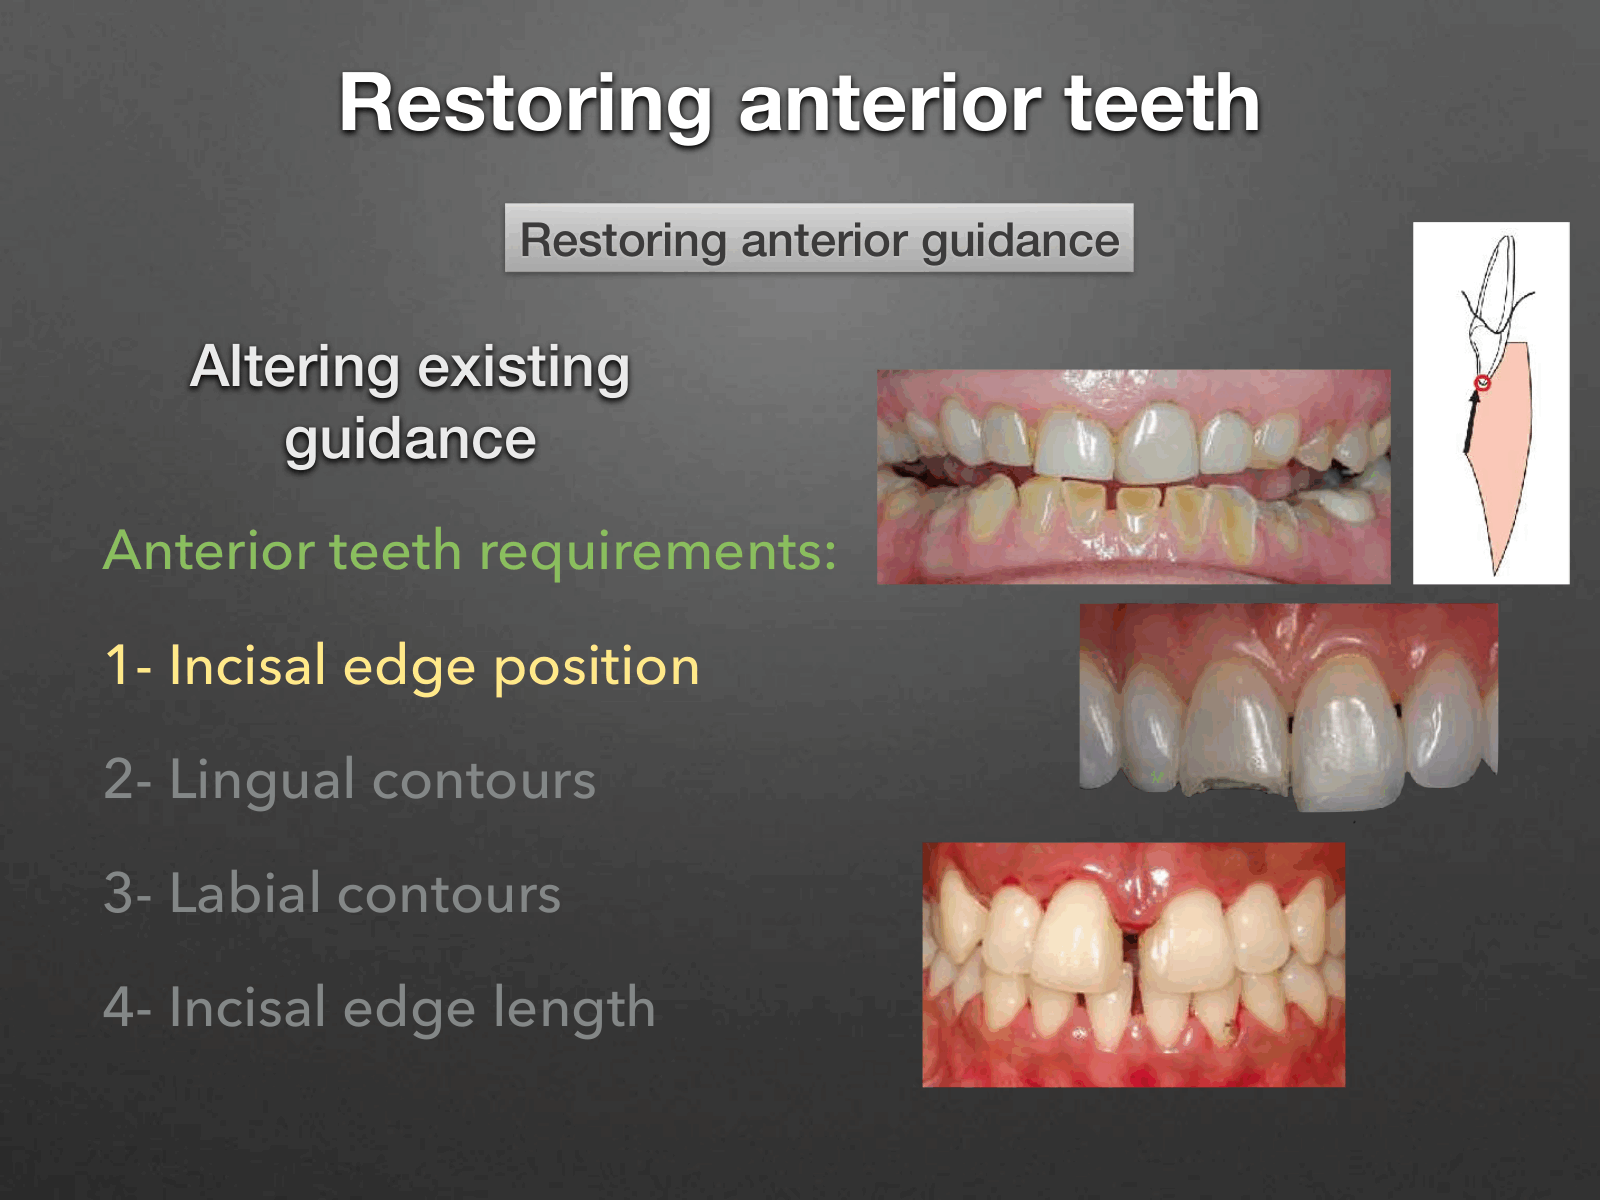 Restoring anterior teeth
Restoring anterior guidance
Altering existing
guidance
Anterior teeth requirements:
1- Incisal edge position
2- Lingual contours
3- Labial contours
4- Incisal edge length